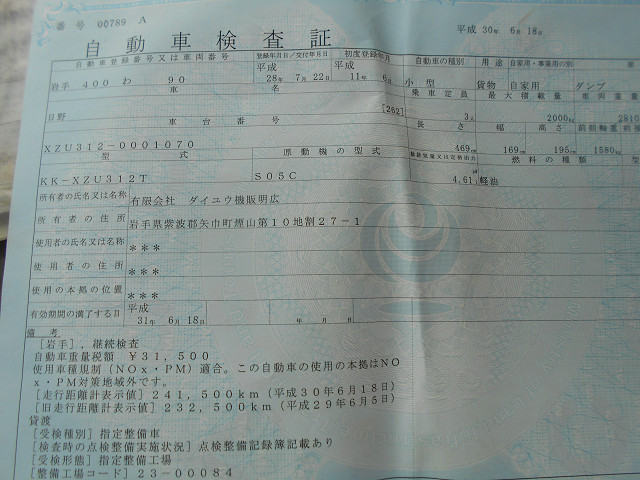 番号 00789 A
平成 30年 6月 18日
自動車検査証
自動車登録番号又は車両番号 登録年月日/交付年月日 初度登録年月 自動車の種別 用途 自家用・事業用の別
岩手 400 わ 90 平成 28年 7月 22日 平成 11年 6月 小型 貨物 自家用 ダンプ
車名 乗車定員 最大積載量 車両重量
日野 [262] 3人 2000kg 2810
車台番号 長さ 幅 高さ 前前軸重
XZU312-0001070 469cm 169cm 195cm 1580kg
型式 原動機の型式 総排気量又は定格出力 燃料の種類 型
KK-XZU312T S05C 4.61L 軽油
所有者の氏名又は名称 有限会社 ダイユウ機販明広
所有者の住所 岩手県紫波郡矢巾町煙山第10地割27-1
使用者の氏名又は名称 ***
使用者の住所 ***
使用の本拠の位置 ***
有効期間の満了する日 平成 31年 6月 18日 年 月 日
備考
[岩手],継続検査
自動車重量税額 ¥31,500
使用車種規制(NOx・PM)適合。この自動車の使用の本拠はNO
x・PM対策地域外です。
[走行距離計表示値]241,500km(平成30年6月18日)
[旧走行距離計表示値]232,500km(平成29年6月5日)
貸渡
[受検種別]指定整備車
[検査時の点検整備実施状況]点検整備記録簿記載あり
[受検形態]指定整備工場
[整備工場コード]23-00084